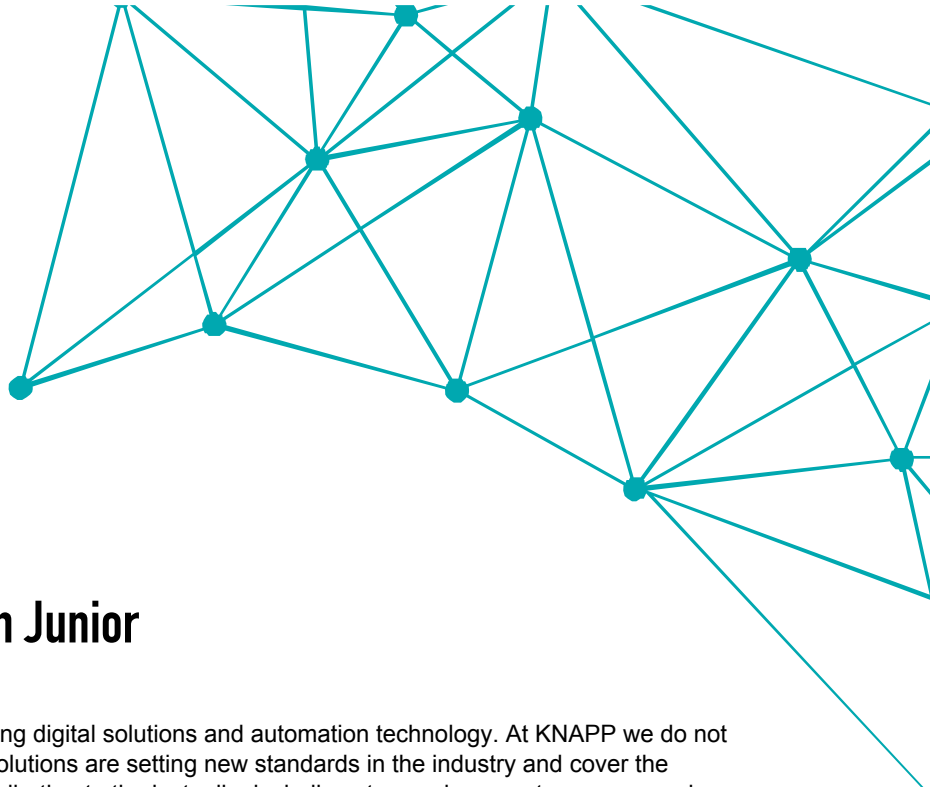 Junior
ng digital solutions and automation technology. At KNAPP we do not
olutions are setting new standards in the industry and cover the